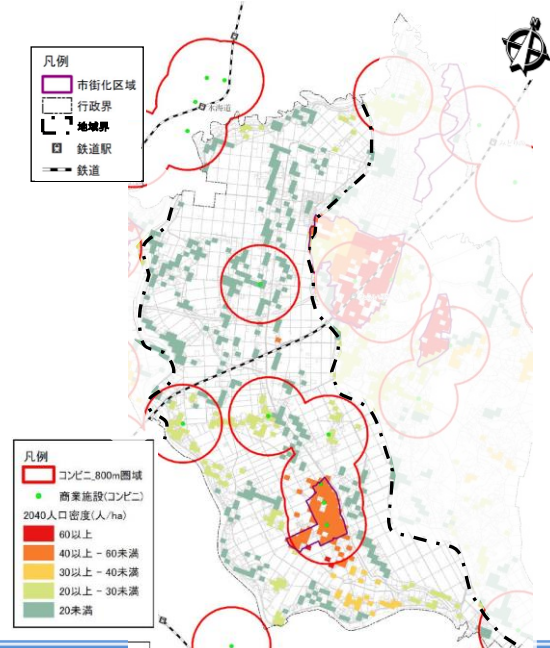 凡例
市街化区域
行政界
地域界
鉄道駅
鉄道
水海道
凡例
コンビニ_800m圏域
商業施設(コンビニ)
2040人口密度(人/ha)
60以上
40以上 - 60未満
30以上 - 40未満
20以上 - 30未満
20未満